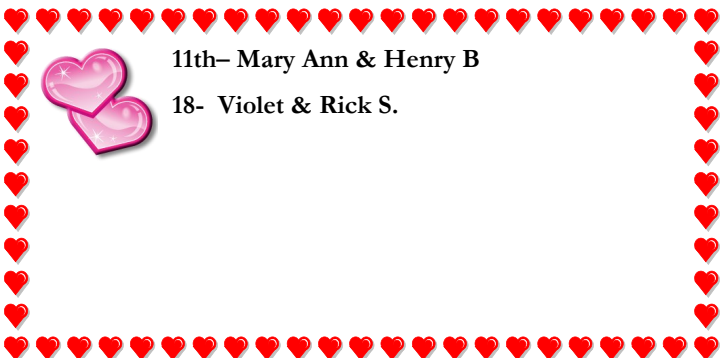 11th– Mary Ann & Henry B
18-  Violet & Rick S.